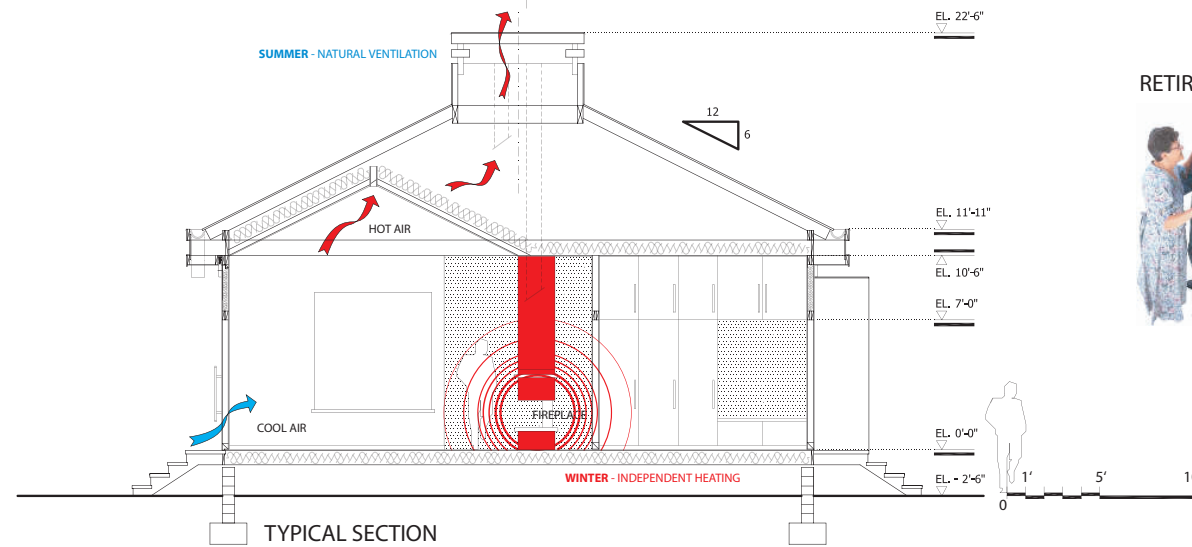 EL. 22'-6"
SUMMER - NATURAL VENTILATION
RETIR
12
6
EL. 11'-11"
HOT AIR
EL. 10'-6"
EL. 7'-0"
FIREPLACE
COOL AIR
EL. 0'-0"
WINTER - INDEPENDENT HEATING
EL. - 2'-6"
1'
5'
10
0
TYPICAL SECTION